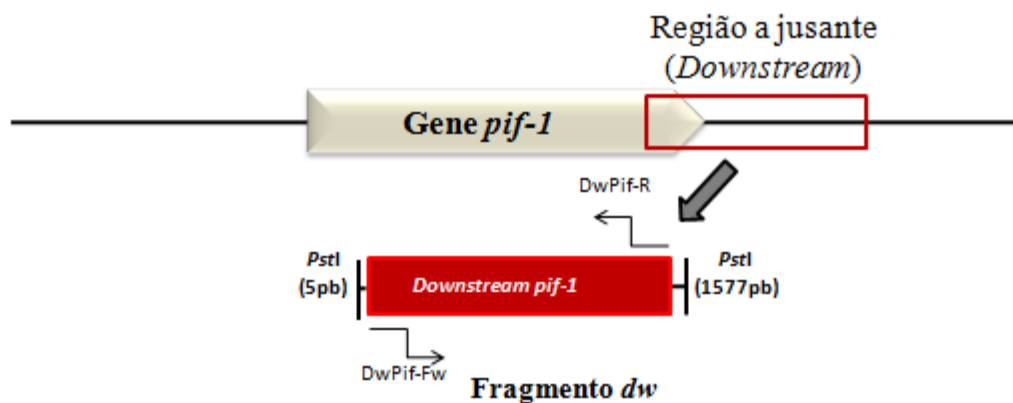 Região a jusante
(Downstream)
Gene pif-1
DwPif-R
PstI
(5pb)
Downstream pif-1
PstI
(1577pb)
DwPif-Fw
Fragmento dw